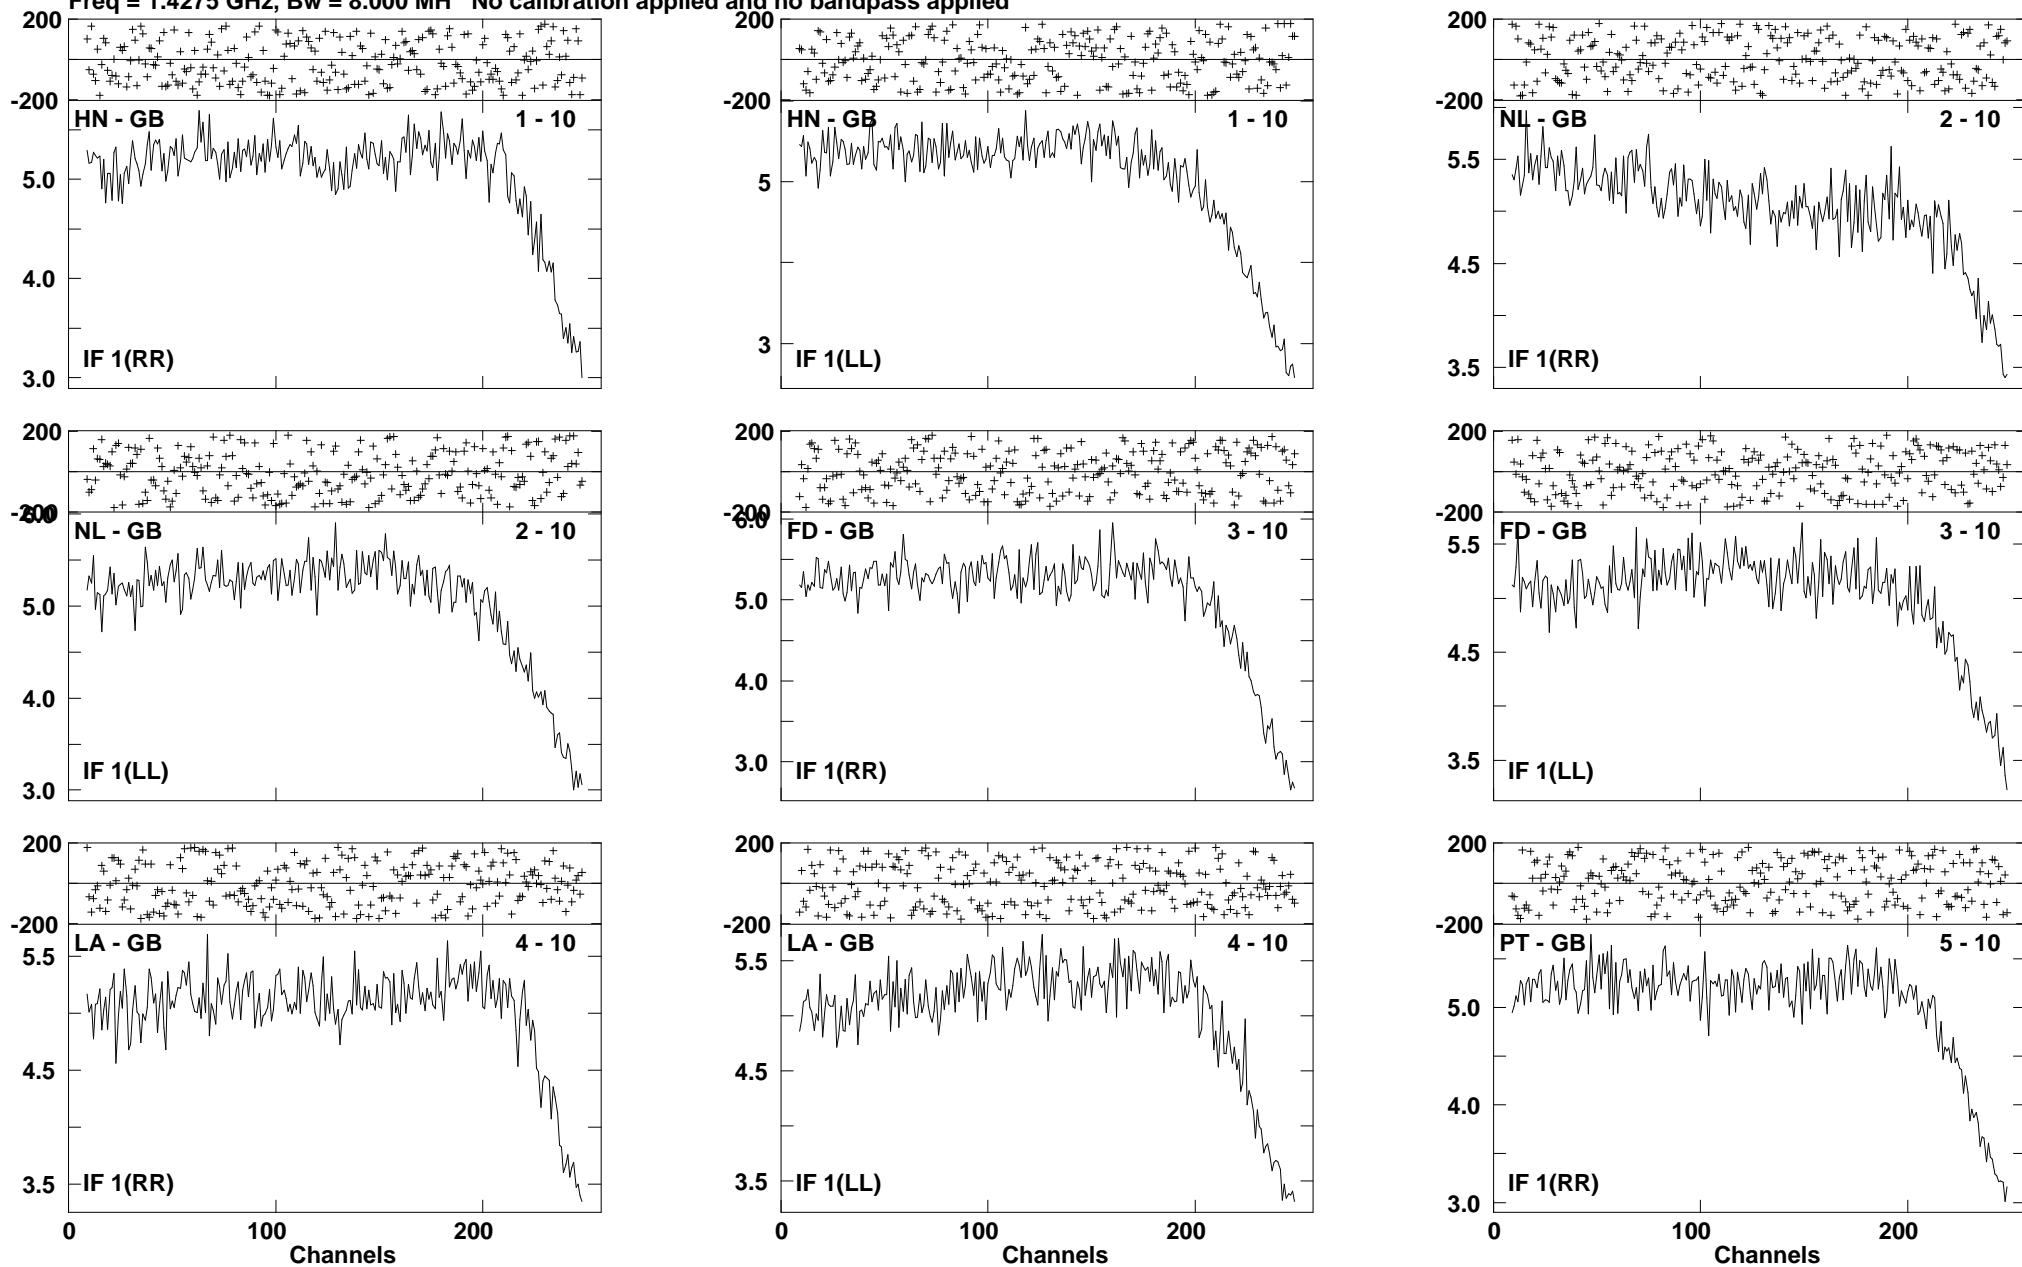 Freq = 1.4275 GHz, Bw = 8.000 MH No calibration applied and no bandpass applied
200 200 200
-200 -200 -200
HN - GB 1 - 10 HN - GB 1 - 10 NL - GB 2 - 10
5.0 5 5.5
4.0 4.5
3
IF 1(RR) IF 1(LL) IF 1(RR)
3.0 3.5
200 200 200
-200 -200 -200
6.0 6.0
NL - GB 2 - 10 FD - GB 3 - 10 FD - GB 3 - 10
5.0 5.0 5.5
4.0 4.0 4.5
IF 1(LL) IF 1(RR) IF 1(LL)
3.0 3.0 3.5
200 200 200
-200 -200 -200
LA - GB 4 - 10 LA - GB 4 - 10 PT - GB 5 - 10
5.5 5.5 5.0
4.5 4.5 4.0
IF 1(RR) IF 1(LL) IF 1(RR)
3.5 3.5 3.0
0 100 200 0 100 200 0 100 200
Channels Channels Channels